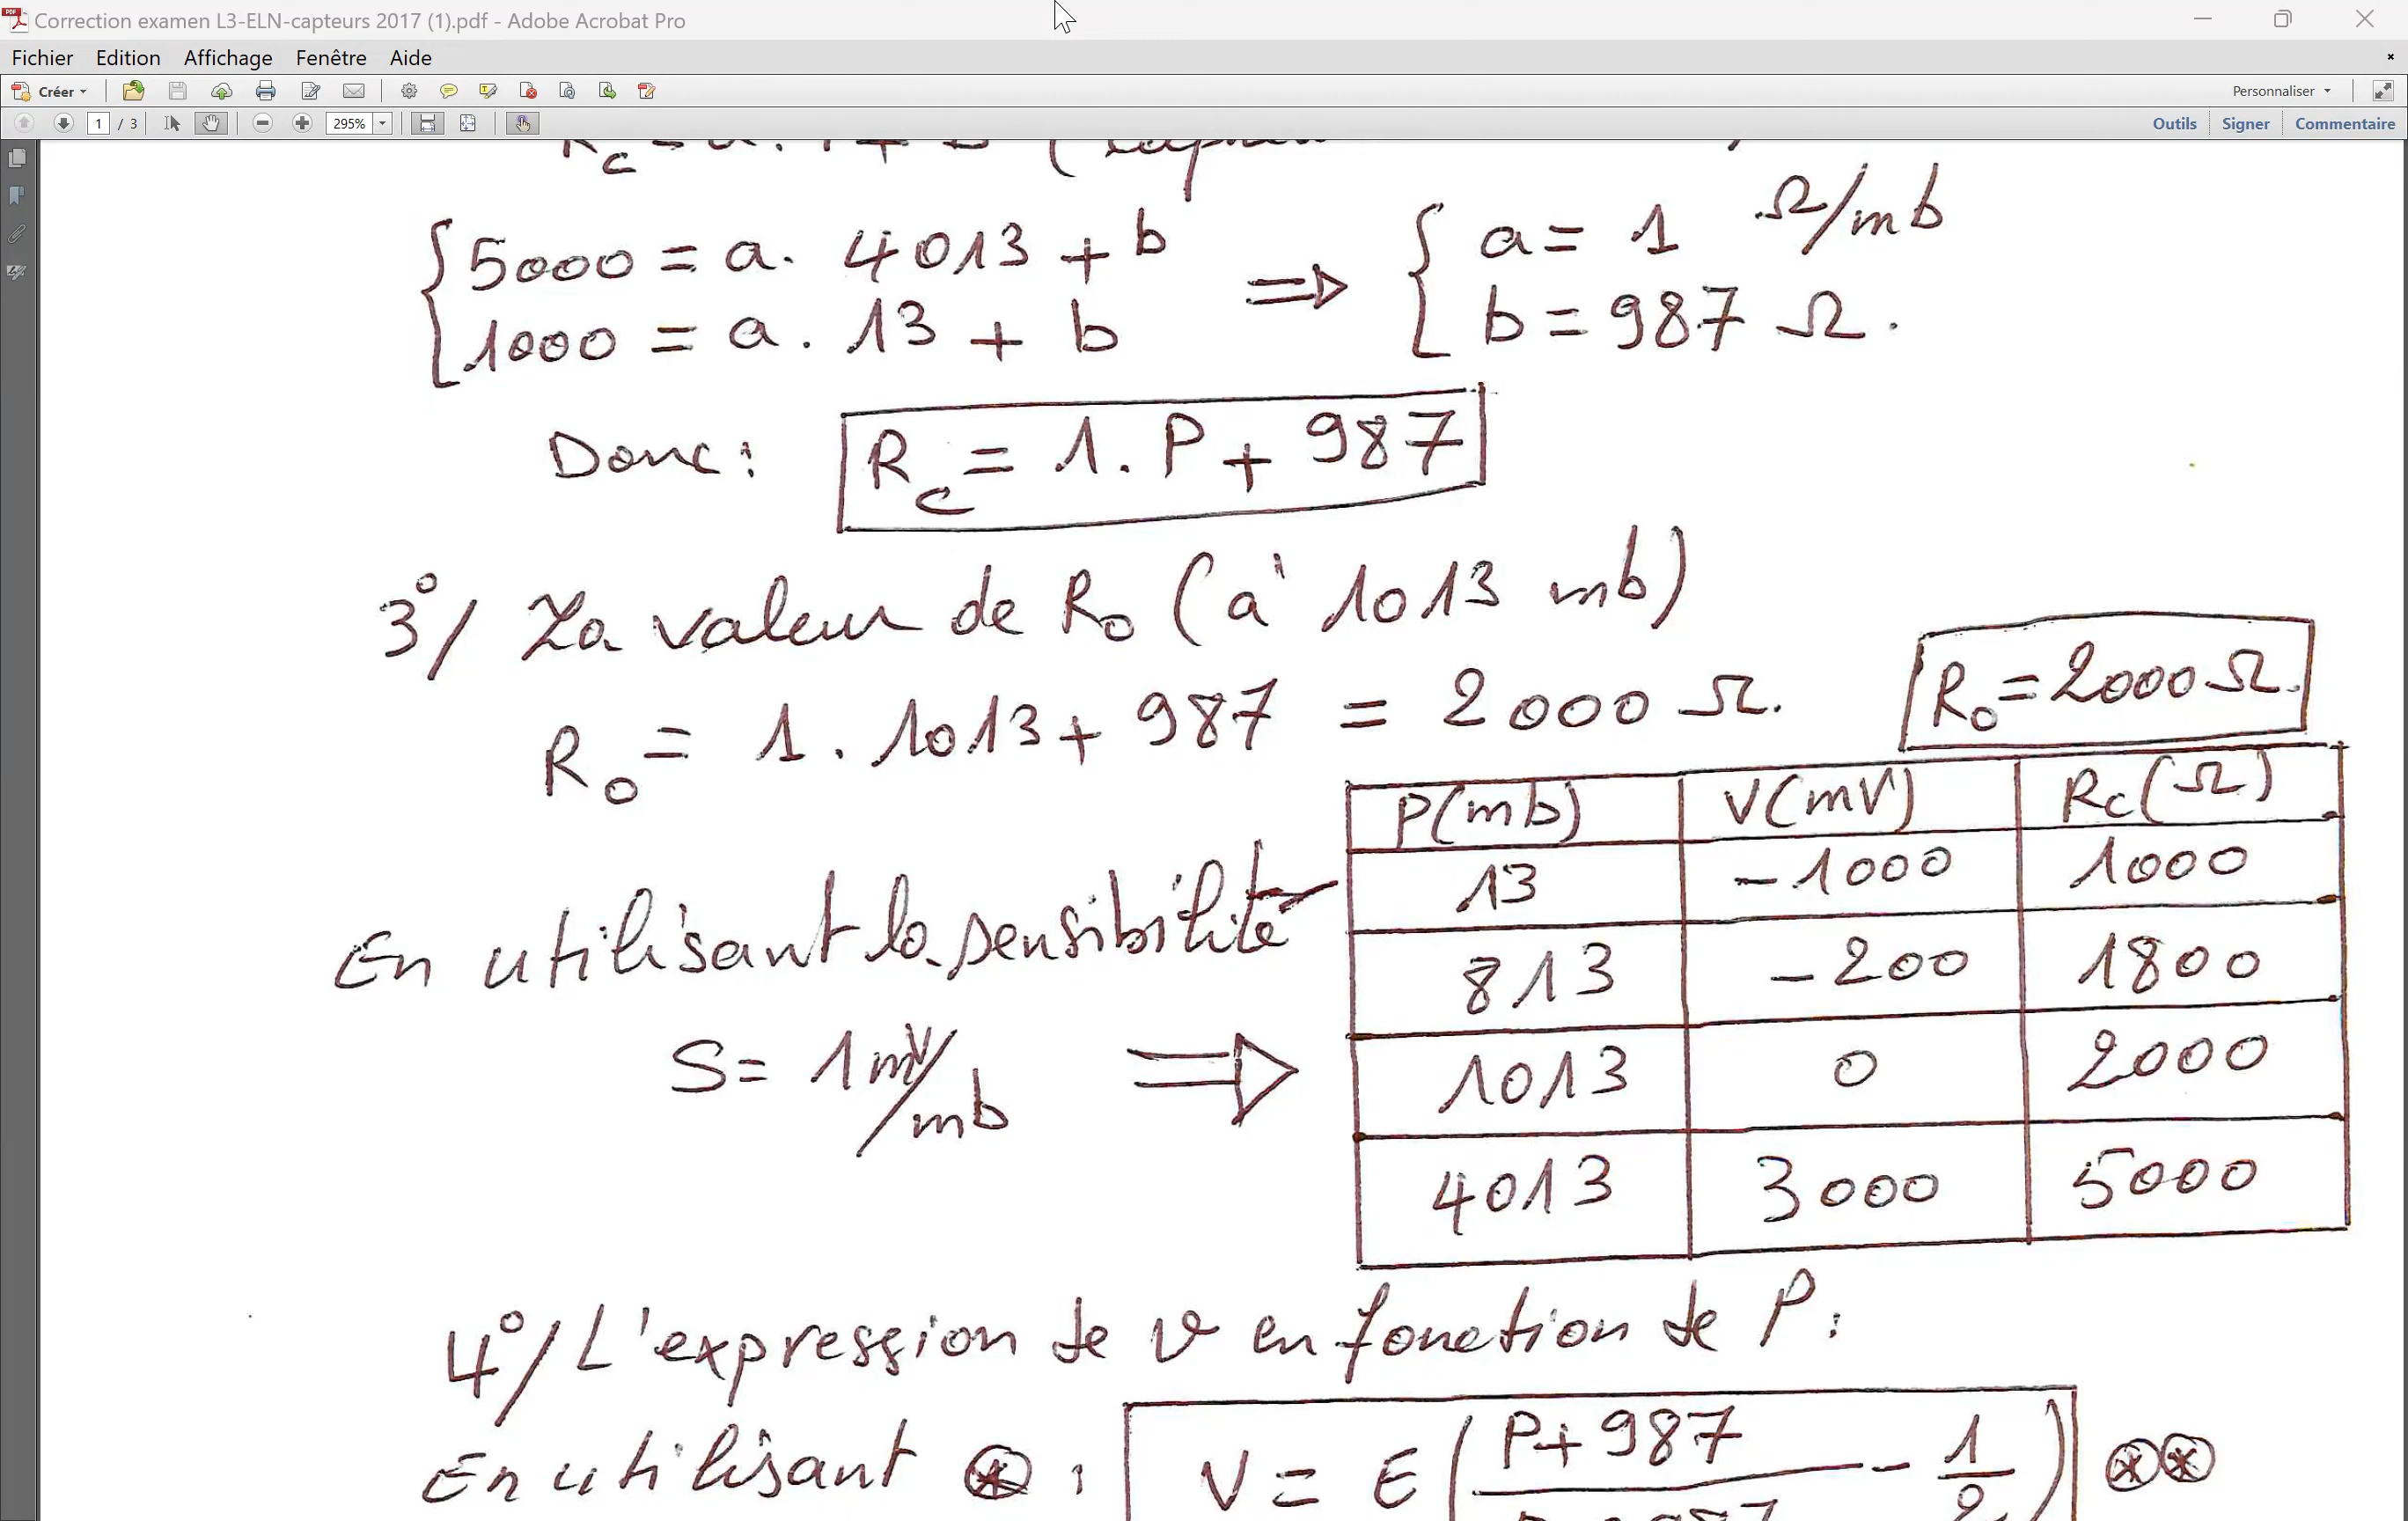 Correction examen L3-ELN-capteurs 2017 (1).pdf - Adobe Acrobat Pro
Fichier Edition Affichage Fenêtre Aide
Créer Personnaliser
1 / 3 295% Outils Signer Commentaire
{ 5000 = a. 4013 + b ⟹ { a = 1 Ω/mb
{ 1000 = a. 13 + b { b = 987 Ω.
Donc: Rc = 1. P + 987
3°/ La valeur de R0 (à 1013 mb)
R0 = 1. 1013 + 987 = 2000 Ω. R0 = 2000 Ω.
P(mb) V(mV) Rc(Ω)
13 -1000 1000
813 -200 1800
1013 0 2000
4013 3000 5000
En utilisant la sensibilité
S = 1 mV/mb ⟹
4°/ L'expression de v en fonction de P:
En utilisant ⊛ : V = E ( P + 987 - 1 ) ⊛⊛